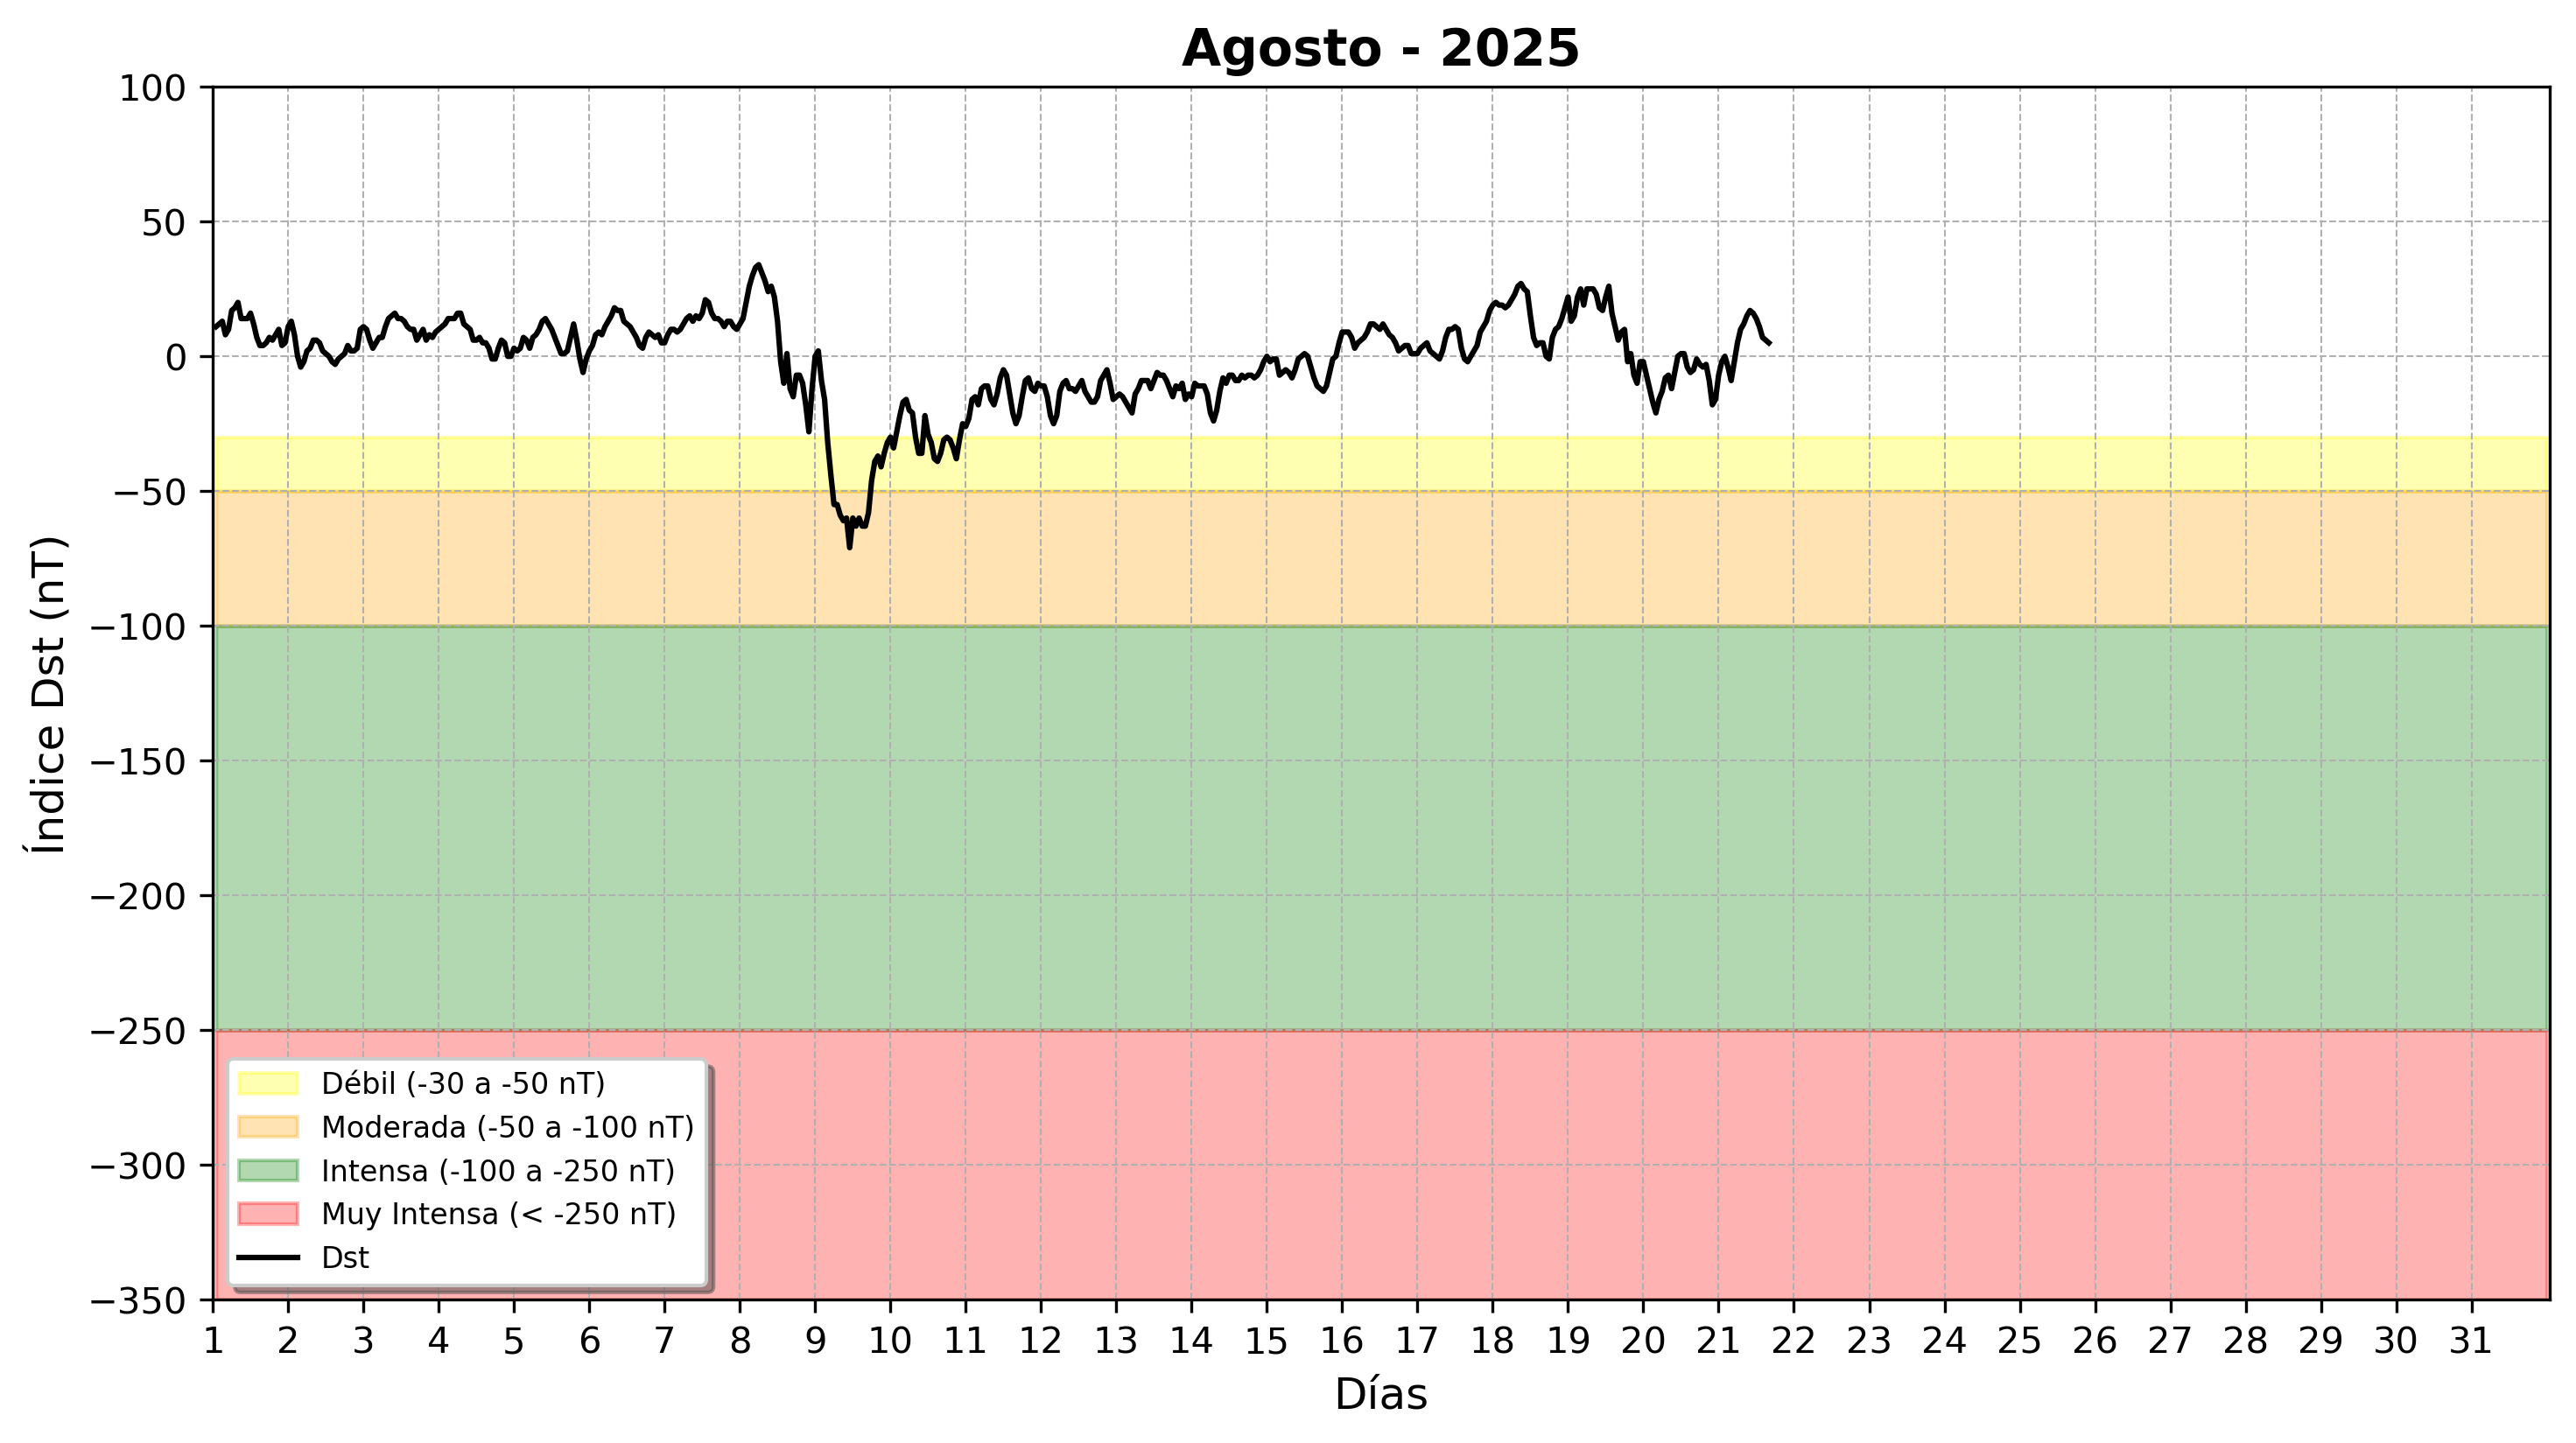 Agosto - 2025
100
50
0
−50
−100
−150
−200
−250
−300
−350
Índice Dst (nT)
Débil (-30 a -50 nT)
Moderada (-50 a -100 nT)
Intensa (-100 a -250 nT)
Muy Intensa (< -250 nT)
Dst
1 2 3 4 5 6 7 8 9 10 11 12 13 14 15 16 17 18 19 20 21 22 23 24 25 26 27 28 29 30 31
Días